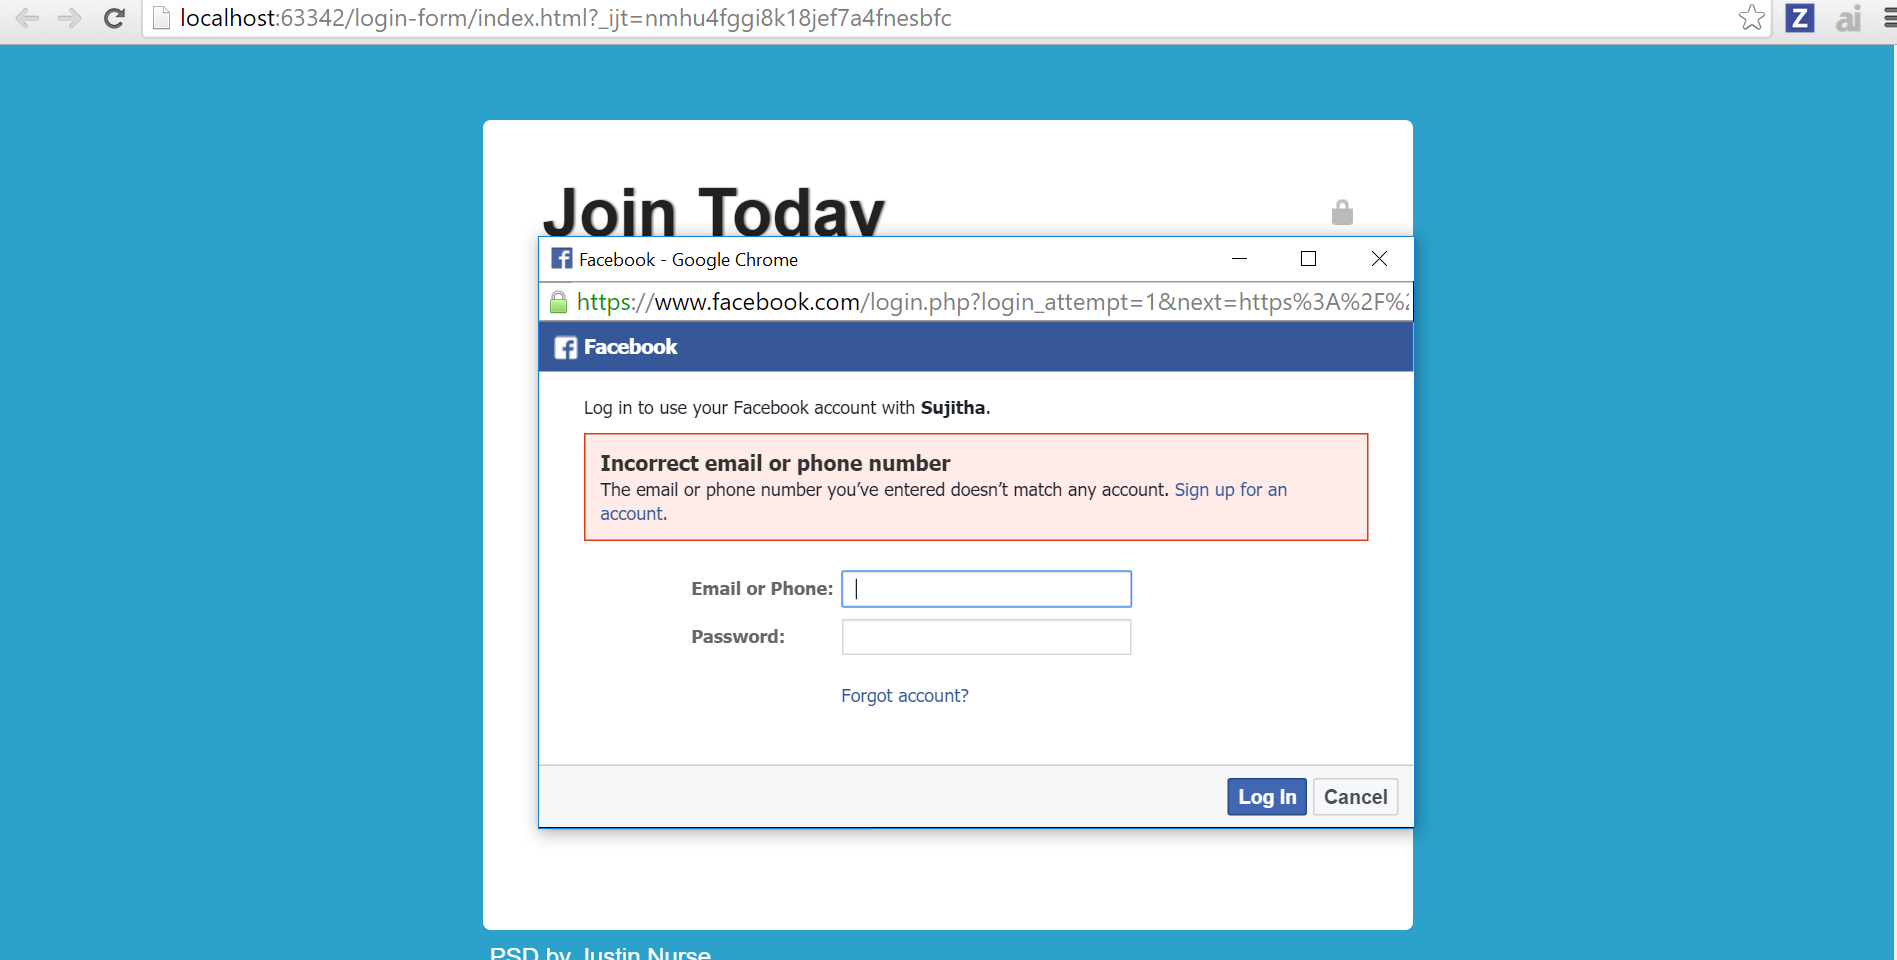 localhost:63342/login-form/index.html?_ijt=nmhu4fggi8k18jef7a4fnesbfc
Z
ai
Join Today
Facebook - Google Chrome
https://www.facebook.com/login.php?login_attempt=1&next=https%3A%2F%2
Facebook
Log in to use your Facebook account with Sujitha.
Incorrect email or phone number
The email or phone number you’ve entered doesn’t match any account. Sign up for an
account.
Email or Phone:
Password:
Forgot account?
Log In Cancel
PSD by Justin Nurse